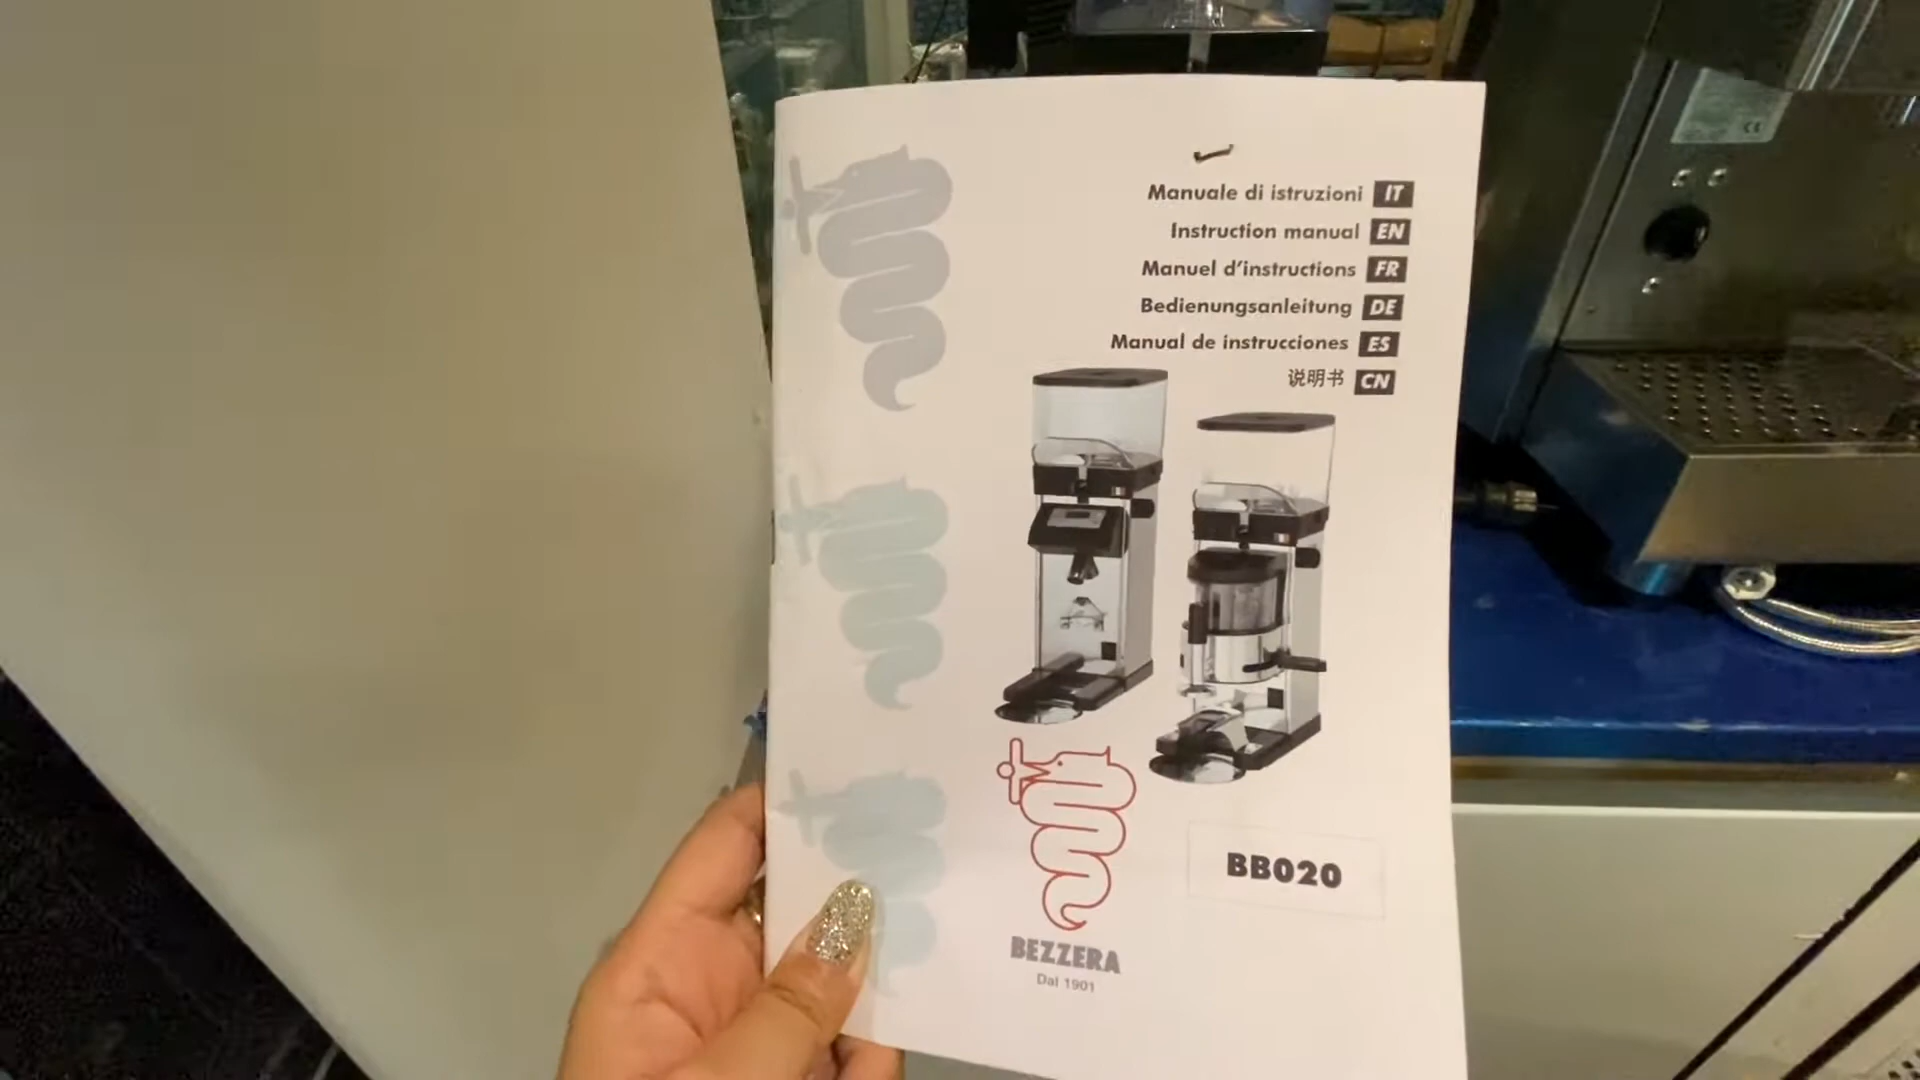 Manuale di istruzioni IT
Instruction manual EN
Manuel d'instructions FR
Bedienungsanleitung DE
Manual de instrucciones ES
说明书 CN
BB020
BEZZERA
Dal 1901
CE